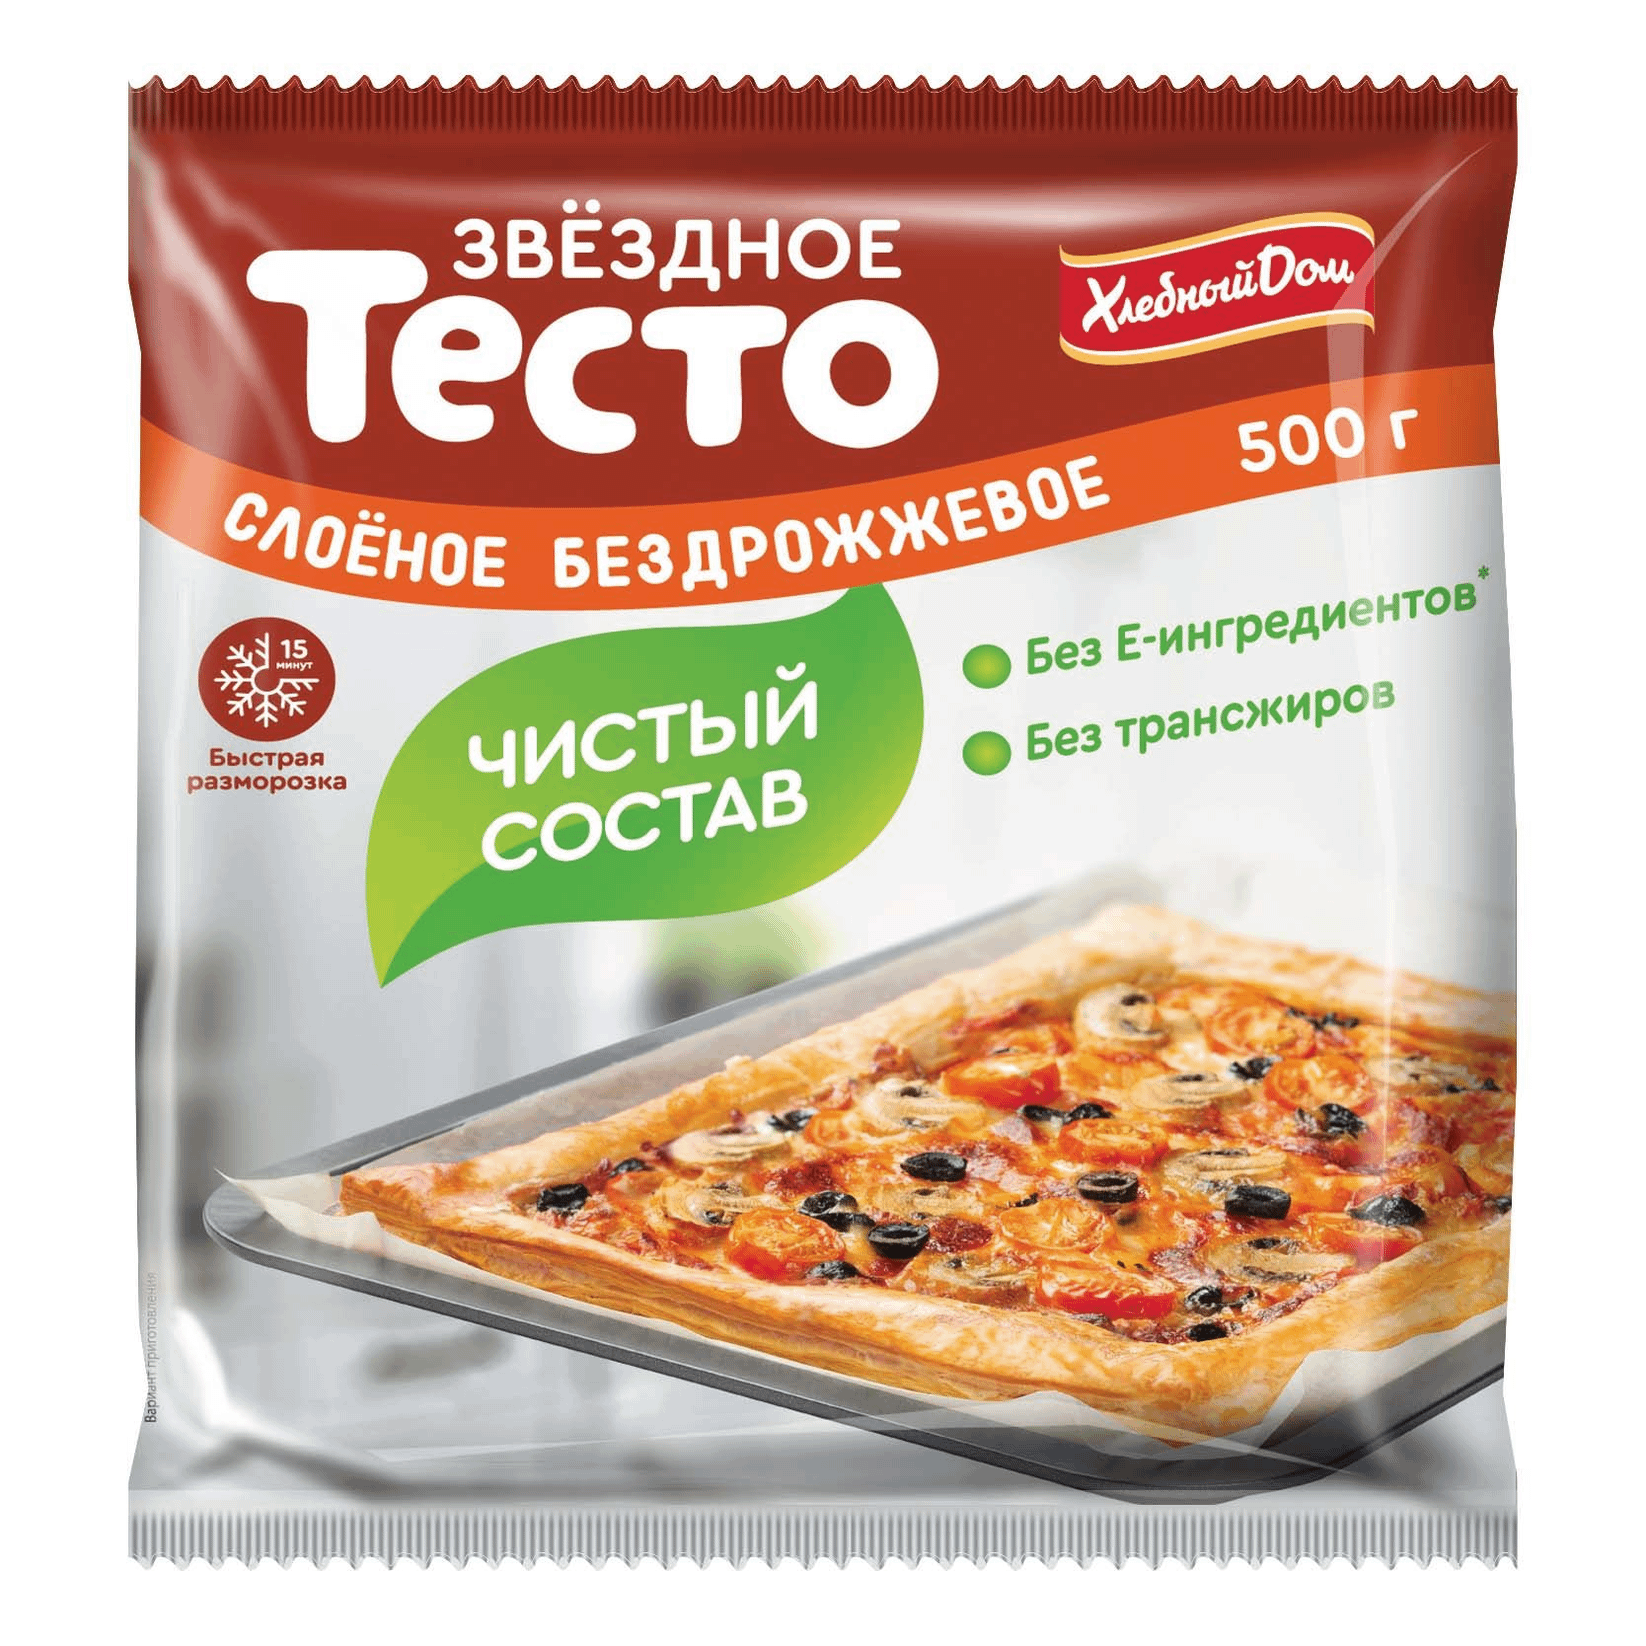 ЗВЁЗДНОЕ
Тесто
Хлебный Дом
500 г
СЛОЁНОЕ БЕЗДРОЖЖЕВОЕ
15
минут
Быстрая
разморозка
ЧИСТЫЙ
СОСТАВ
Без Е-ингредиентов*
Без трансжиров
Вариант приготовления